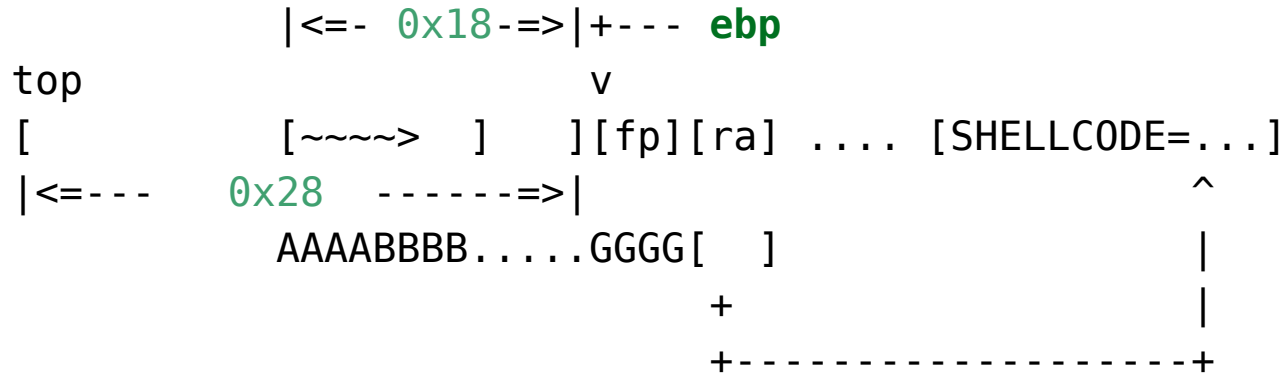 |<=- 0x18-=>|+--- ebp
top v
[ [~~~~> ] ][fp][ra] .... [SHELLCODE=...]
|<=--- 0x28 ------=>| ^
AAAABBBB.....GGGG[ ] |
+ |
+-------------------+